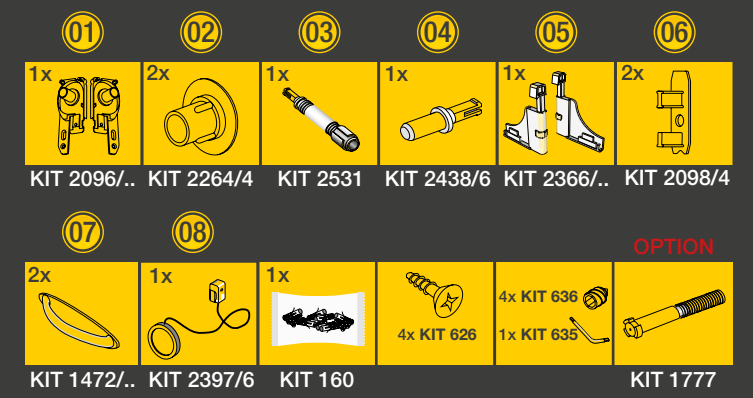 01 02 03 04 05 06
1x 2x 1x 1x 1x 2x
KIT 2096/.. KIT 2264/4 KIT 2531 KIT 2438/6 KIT 2366/.. KIT 2098/4
07 08
OPTION
2x 1x 1x
4x KIT 636
4x KIT 626 1x KIT 635
KIT 1472/.. KIT 2397/6 KIT 160 KIT 1777